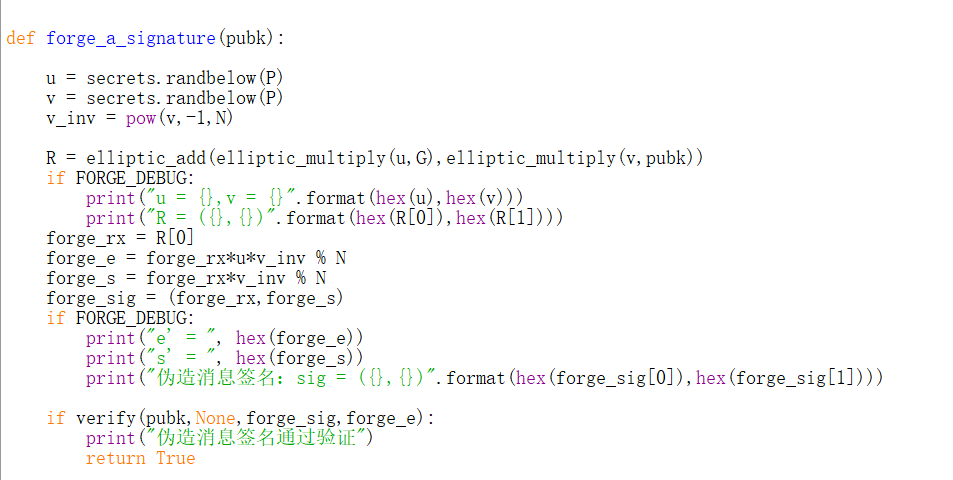 def forge_a_signature(pubk):
    u = secrets.randbelow(P)
    v = secrets.randbelow(P)
    v_inv = pow(v,-1,N)
    R = elliptic_add(elliptic_multiply(u,G),elliptic_multiply(v,pubk))
    if FORGE_DEBUG:
        print("u = {},v = {}".format(hex(u),hex(v)))
        print("R = ({},{})".format(hex(R[0]),hex(R[1])))
    forge_rx = R[0]
    forge_e = forge_rx*u*v_inv % N
    forge_s = forge_rx*v_inv % N
    forge_sig = (forge_rx,forge_s)
    if FORGE_DEBUG:
        print("e' = ", hex(forge_e))
        print("s' = ", hex(forge_s))
        print("伪造消息签名：sig = ({},{})".format(hex(forge_sig[0]),hex(forge_sig[1])))
    if verify(pubk,None,forge_sig,forge_e):
        print("伪造消息签名通过验证")
        return True